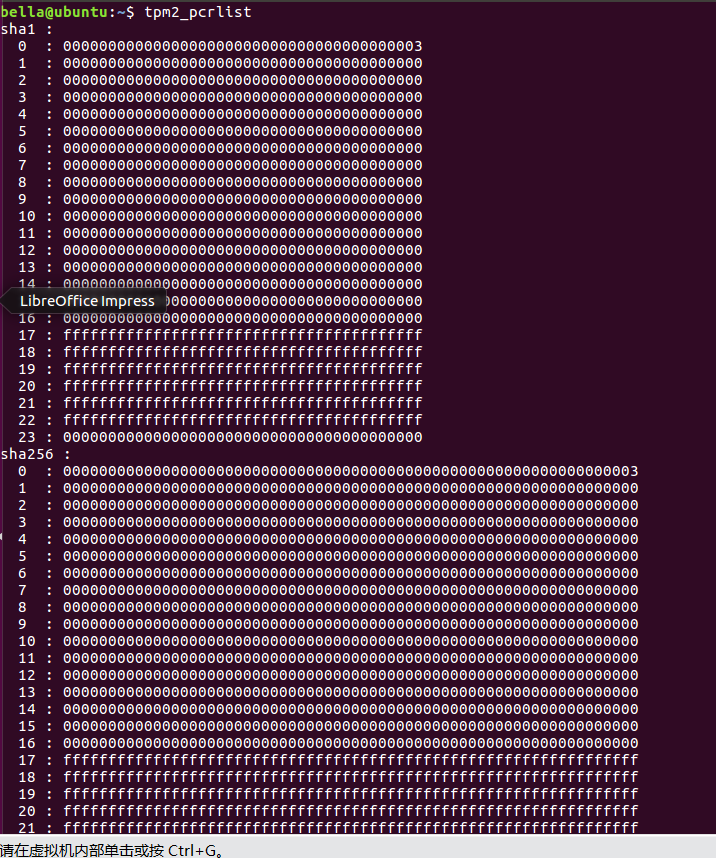 bella@ubuntu:~$ tpm2_pcrlist
sha1 :
0 : 0000000000000000000000000000000000000003
1 : 0000000000000000000000000000000000000000
2 : 0000000000000000000000000000000000000000
3 : 0000000000000000000000000000000000000000
4 : 0000000000000000000000000000000000000000
5 : 0000000000000000000000000000000000000000
6 : 0000000000000000000000000000000000000000
7 : 0000000000000000000000000000000000000000
8 : 0000000000000000000000000000000000000000
9 : 0000000000000000000000000000000000000000
10 : 0000000000000000000000000000000000000000
11 : 0000000000000000000000000000000000000000
12 : 0000000000000000000000000000000000000000
13 : 0000000000000000000000000000000000000000
14 : 0000000000000000000000000000000000000000
LibreOffice Impress 0000000000000000000000000000
16 : 0000000000000000000000000000000000000000
17 : ffffffffffffffffffffffffffffffffffffffff
18 : ffffffffffffffffffffffffffffffffffffffff
19 : ffffffffffffffffffffffffffffffffffffffff
20 : ffffffffffffffffffffffffffffffffffffffff
21 : ffffffffffffffffffffffffffffffffffffffff
22 : ffffffffffffffffffffffffffffffffffffffff
23 : 0000000000000000000000000000000000000000
sha256 :
0 : 0000000000000000000000000000000000000000000000000000000000000003
1 : 0000000000000000000000000000000000000000000000000000000000000000
2 : 0000000000000000000000000000000000000000000000000000000000000000
3 : 0000000000000000000000000000000000000000000000000000000000000000
4 : 0000000000000000000000000000000000000000000000000000000000000000
5 : 0000000000000000000000000000000000000000000000000000000000000000
6 : 0000000000000000000000000000000000000000000000000000000000000000
7 : 0000000000000000000000000000000000000000000000000000000000000000
8 : 0000000000000000000000000000000000000000000000000000000000000000
9 : 0000000000000000000000000000000000000000000000000000000000000000
10 : 0000000000000000000000000000000000000000000000000000000000000000
11 : 0000000000000000000000000000000000000000000000000000000000000000
12 : 0000000000000000000000000000000000000000000000000000000000000000
13 : 0000000000000000000000000000000000000000000000000000000000000000
14 : 0000000000000000000000000000000000000000000000000000000000000000
15 : 0000000000000000000000000000000000000000000000000000000000000000
16 : 0000000000000000000000000000000000000000000000000000000000000000
17 : ffffffffffffffffffffffffffffffffffffffffffffffffffffffffffffffff
18 : ffffffffffffffffffffffffffffffffffffffffffffffffffffffffffffffff
19 : ffffffffffffffffffffffffffffffffffffffffffffffffffffffffffffffff
20 : ffffffffffffffffffffffffffffffffffffffffffffffffffffffffffffffff
21 : ffffffffffffffffffffffffffffffffffffffffffffffffffffffffffffffff
请在虚拟机内部单击或按 Ctrl+G。